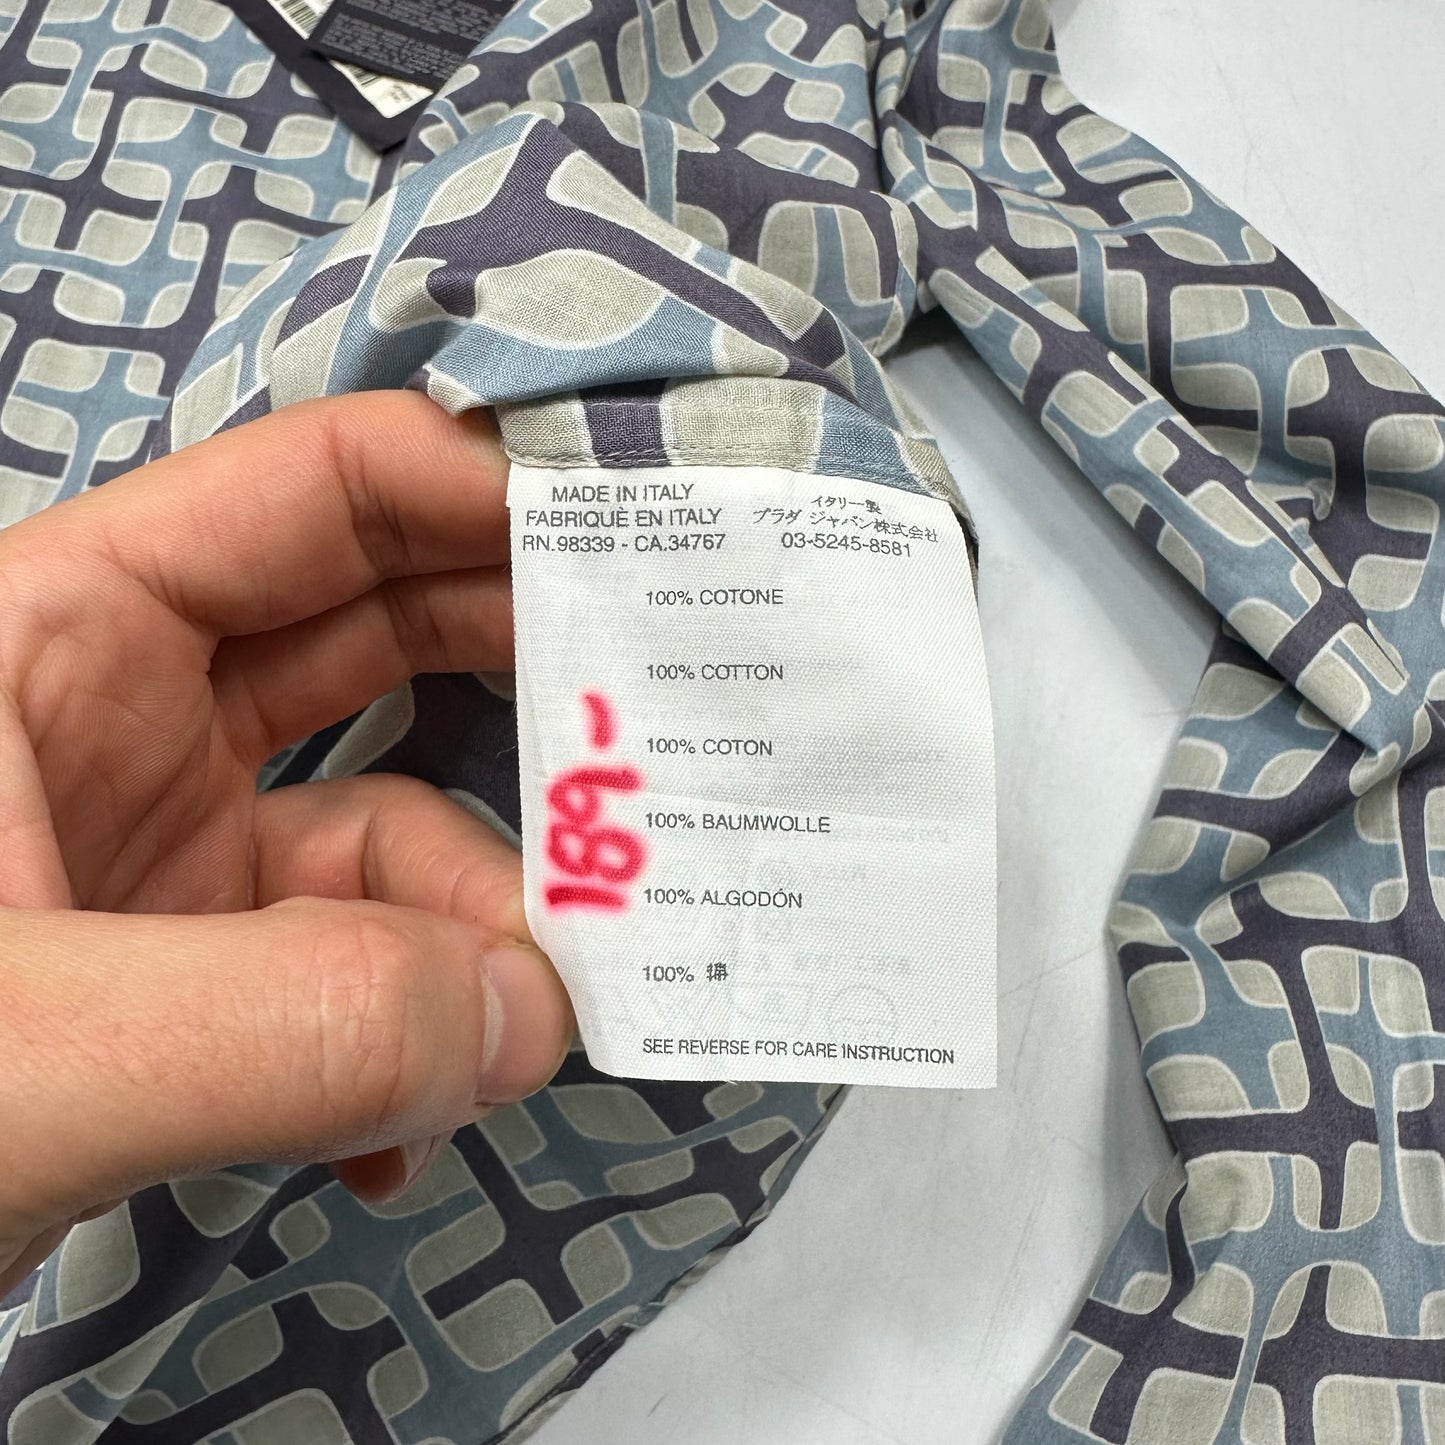 MADE IN ITALY
FABRIQUÈ EN ITALY
RN.98339 - CA.34767
イタリー製
プラダ ジャパン株式会社
03-5245-8581
100% COTONE
100% COTTON
100% COTON
100% BAUMWOLLE
100% ALGODÓN
100% 棉
SEE REVERSE FOR CARE INSTRUCTION
189-